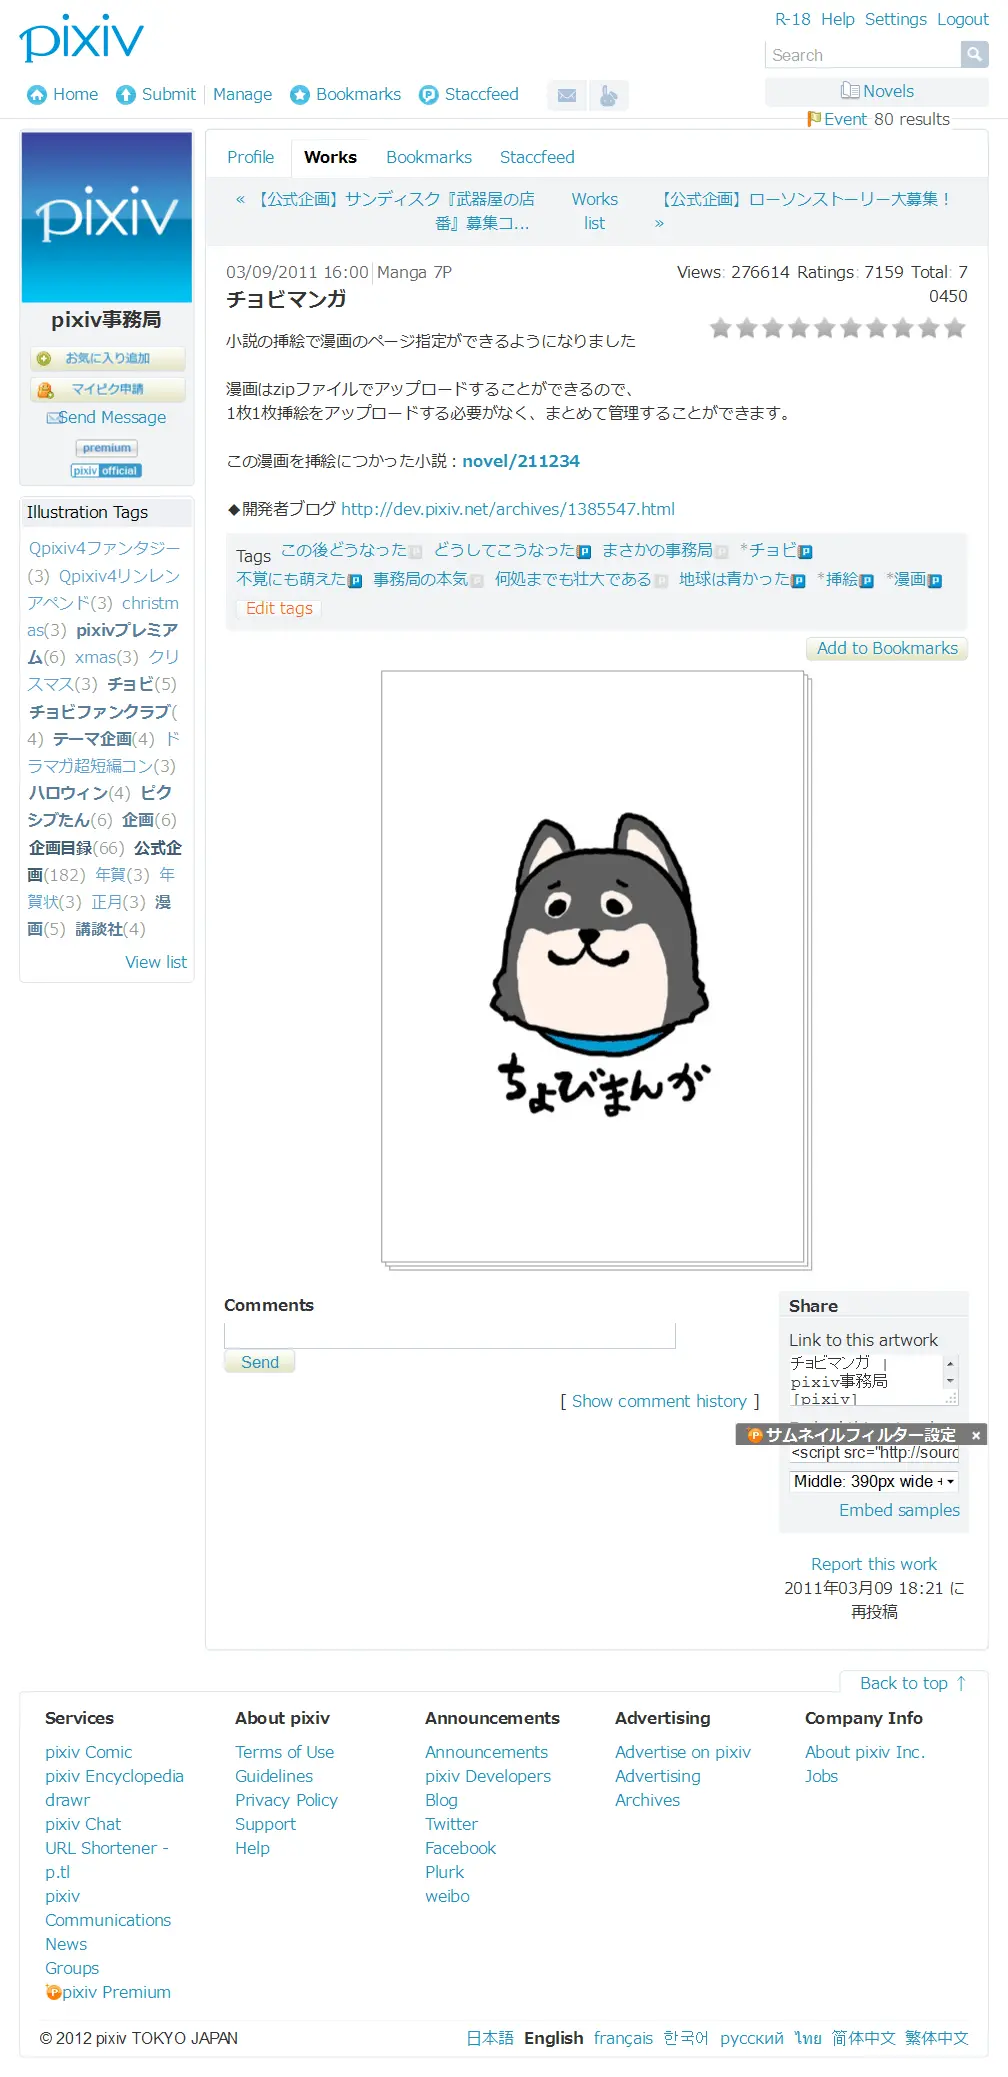 pixiv
R-18 Help Settings Logout
Search
Home Submit Manage Bookmarks Staccfeed
Novels
Event 80 results
pixiv
pixiv事務局
お気に入り追加
マイピク申請
Send Message
premium
pixiv official
Illustration Tags
Qpixiv4ファンタジー
(3) Qpixiv4リンレン
アペンド(3) christm
as(3) pixivプレミア
ム(6) xmas(3) クリ
スマス(3) チョビ(5)
チョビファンクラブ(
4) テーマ企画(4) ド
ラマガ超短編コン(3)
ハロウィン(4) ピク
シブたん(6) 企画(6)
企画目録(66) 公式企
画(182) 年賀(3) 年
賀状(3) 正月(3) 漫
画(5) 講談社(4)
View list
Profile Works Bookmarks Staccfeed
« 【公式企画】サンディスク『武器屋の店
番』募集コ...
Works
list
【公式企画】ローソンストーリー大募集！
»
03/09/2011 16:00 Manga 7P
Views: 276614 Ratings: 7159 Total: 7
0450
チョビマンガ
小説の挿絵で漫画のページ指定ができるようになりました
漫画はzipファイルでアップロードすることができるので、
1枚1枚挿絵をアップロードする必要がなく、まとめて管理することができます。
この漫画を挿絵につかった小説：novel/211234
◆開発者ブログ http://dev.pixiv.net/archives/1385547.html
Tags この後どうなった どうしてこうなった まさかの事務局 *チョビ
不覚にも萌えた 事務局の本気 何処までも壮大である 地球は青かった *挿絵 *漫画
Edit tags
Add to Bookmarks
ちょびまんが
Comments
Send
[ Show comment history ]
Share
Link to this artwork
チョビマンガ |
pixiv事務局
[pixiv]
サムネイルフィルター設定 ×
<script src="http://sourc
Middle: 390px wide +
Embed samples
Report this work
2011年03月09 18:21 に
再投稿
Back to top ↑
Services
pixiv Comic
pixiv Encyclopedia
drawr
pixiv Chat
URL Shortener -
p.tl
pixiv
Communications
News
Groups
pixiv Premium
About pixiv
Terms of Use
Guidelines
Privacy Policy
Support
Help
Announcements
Announcements
pixiv Developers
Blog
Twitter
Facebook
Plurk
weibo
Advertising
Advertise on pixiv
Advertising
Archives
Company Info
About pixiv Inc.
Jobs
© 2012 pixiv TOKYO JAPAN
日本語 English français 한국어 русский ไทย 简体中文 繁体中文